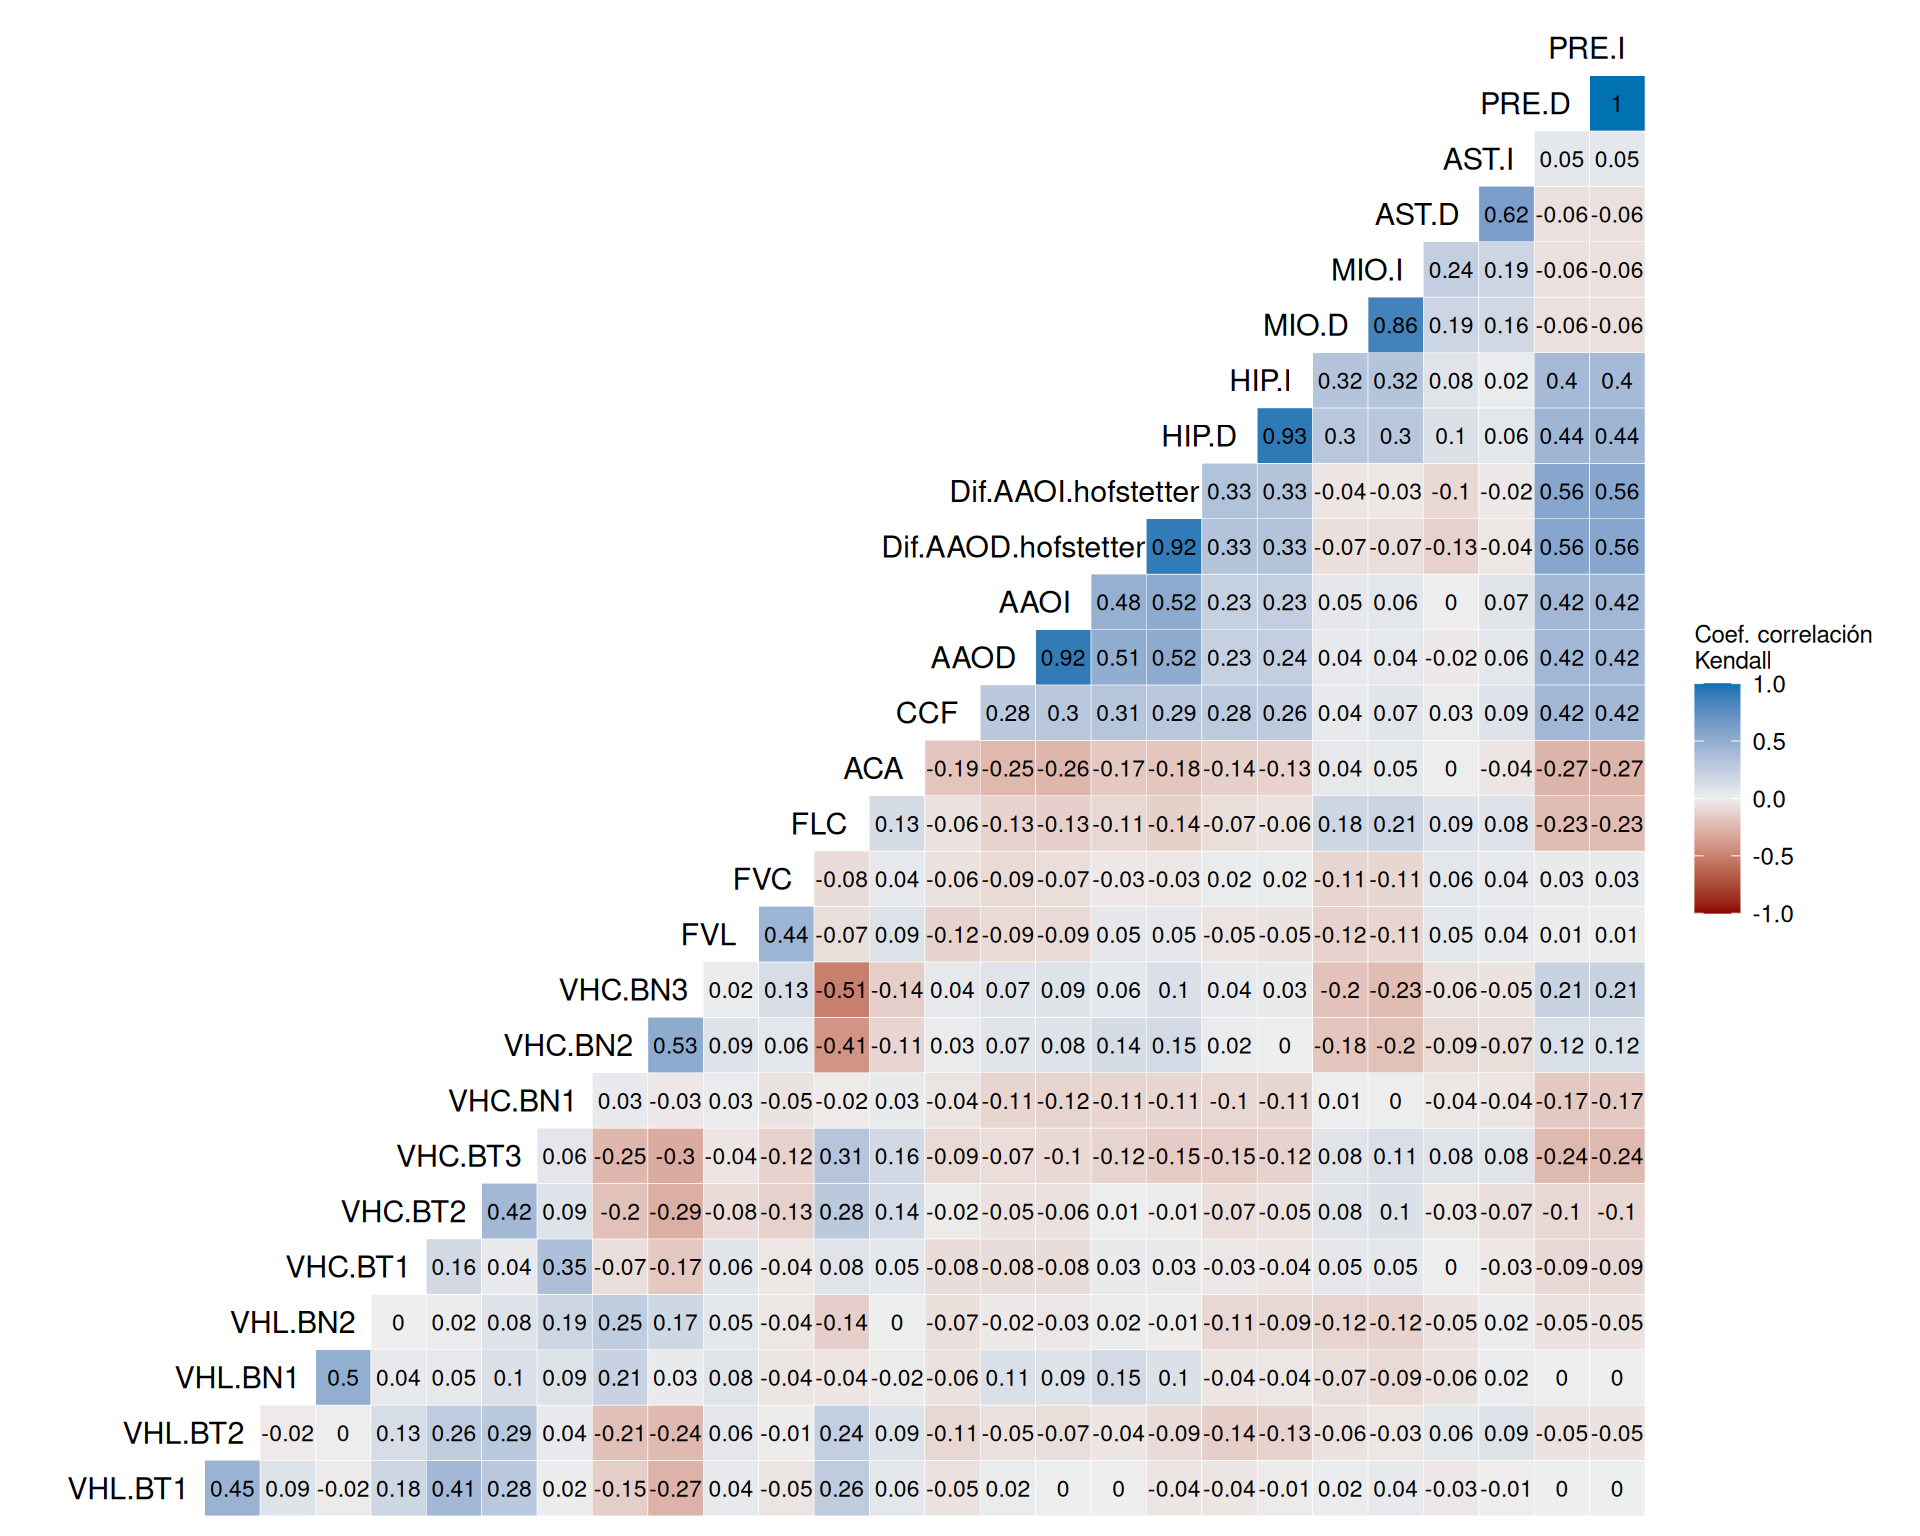 PRE.I
PRE.D 1
AST.I 0.05 0.05
AST.D 0.62 -0.06 -0.06
MIO.I 0.24 0.19 -0.06 -0.06
MIO.D 0.86 0.19 0.16 -0.06 -0.06
HIP.I 0.32 0.32 0.08 0.02 0.4 0.4
HIP.D 0.93 0.3 0.3 0.1 0.06 0.44 0.44
Dif.AAOI.hofstetter 0.33 0.33 -0.04 -0.03 -0.1 -0.02 0.56 0.56
Dif.AAOD.hofstetter 0.92 0.33 0.33 -0.07 -0.07 -0.13 -0.04 0.56 0.56
AAOI 0.48 0.52 0.23 0.23 0.05 0.06 0 0.07 0.42 0.42
AAOD 0.92 0.51 0.52 0.23 0.24 0.04 0.04 -0.02 0.06 0.42 0.42
CCF 0.28 0.3 0.31 0.29 0.28 0.26 0.04 0.07 0.03 0.09 0.42 0.42
ACA -0.19 -0.25 -0.26 -0.17 -0.18 -0.14 -0.13 0.04 0.05 0 -0.04 -0.27 -0.27
FLC 0.13 -0.06 -0.13 -0.13 -0.11 -0.14 -0.07 -0.06 0.18 0.21 0.09 0.08 -0.23 -0.23
FVC -0.08 0.04 -0.06 -0.09 -0.07 -0.03 -0.03 0.02 0.02 -0.11 -0.11 0.06 0.04 0.03 0.03
FVL 0.44 -0.07 0.09 -0.12 -0.09 -0.09 0.05 0.05 -0.05 -0.05 -0.12 -0.11 0.05 0.04 0.01 0.01
VHC.BN3 0.02 0.13 -0.51 -0.14 0.04 0.07 0.09 0.06 0.1 0.04 0.03 -0.2 -0.23 -0.06 -0.05 0.21 0.21
VHC.BN2 0.53 0.09 0.06 -0.41 -0.11 0.03 0.07 0.08 0.14 0.15 0.02 0 -0.18 -0.2 -0.09 -0.07 0.12 0.12
VHC.BN1 0.03 -0.03 0.03 -0.05 -0.02 0.03 -0.04 -0.11 -0.12 -0.11 -0.11 -0.1 -0.11 0.01 0 -0.04 -0.04 -0.17 -0.17
VHC.BT3 0.06 -0.25 -0.3 -0.04 -0.12 0.31 0.16 -0.09 -0.07 -0.1 -0.12 -0.15 -0.15 -0.12 0.08 0.11 0.08 0.08 -0.24 -0.24
VHC.BT2 0.42 0.09 -0.2 -0.29 -0.08 -0.13 0.28 0.14 -0.02 -0.05 -0.06 0.01 -0.01 -0.07 -0.05 0.08 0.1 -0.03 -0.07 -0.1 -0.1
VHC.BT1 0.16 0.04 0.35 -0.07 -0.17 0.06 -0.04 0.08 0.05 -0.08 -0.08 -0.08 0.03 0.03 -0.03 -0.04 0.05 0.05 0 -0.03 -0.09 -0.09
VHL.BN2 0 0.02 0.08 0.19 0.25 0.17 0.05 -0.04 -0.14 0 -0.07 -0.02 -0.03 0.02 -0.01 -0.11 -0.09 -0.12 -0.12 -0.05 0.02 -0.05 -0.05
VHL.BN1 0.5 0.04 0.05 0.1 0.09 0.21 0.03 0.08 -0.04 -0.04 -0.02 -0.06 0.11 0.09 0.15 0.1 -0.04 -0.04 -0.07 -0.09 -0.06 0.02 0 0
VHL.BT2 -0.02 0 0.13 0.26 0.29 0.04 -0.21 -0.24 0.06 -0.01 0.24 0.09 -0.11 -0.05 -0.07 -0.04 -0.09 -0.14 -0.13 -0.06 -0.03 0.06 0.09 -0.05 -0.05
VHL.BT1 0.45 0.09 -0.02 0.18 0.41 0.28 0.02 -0.15 -0.27 0.04 -0.05 0.26 0.06 -0.05 0.02 0 0 -0.04 -0.04 -0.01 0.02 0.04 -0.03 -0.01 0 0
Coef. correlación
Kendall
1.0
0.5
0.0
-0.5
-1.0